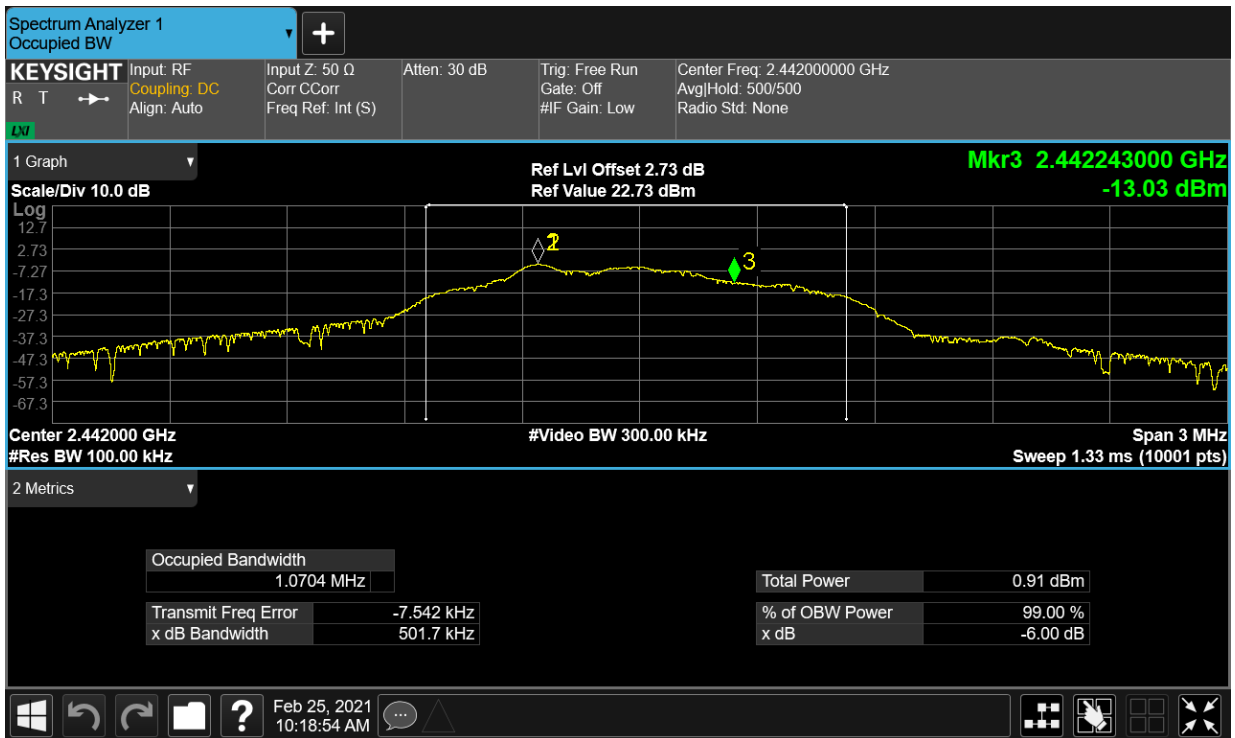 Spectrum Analyzer 1
Occupied BW
KEYSIGHT
R T
LXI
Input: RF
Coupling: DC
Align: Auto
Input Z: 50 Ω
Corr CCorr
Freq Ref: Int (S)
Atten: 30 dB
Trig: Free Run
Gate: Off
#IF Gain: Low
Center Freq: 2.442000000 GHz
Avg|Hold: 500/500
Radio Std: None
1 Graph
Scale/Div 10.0 dB
Ref Lvl Offset 2.73 dB
Ref Value 22.73 dBm
Mkr3 2.442243000 GHz
-13.03 dBm
Log
12.7
2.73
-7.27
-17.3
-27.3
-37.3
-47.3
-57.3
-67.3
3
Center 2.442000 GHz
#Video BW 300.00 kHz
Span 3 MHz
#Res BW 100.00 kHz
Sweep 1.33 ms (10001 pts)
2 Metrics
Occupied Bandwidth
1.0704 MHz
Transmit Freq Error -7.542 kHz
x dB Bandwidth 501.7 kHz
Total Power 0.91 dBm
% of OBW Power 99.00 %
x dB -6.00 dB
?
Feb 25, 2021
10:18:54 AM